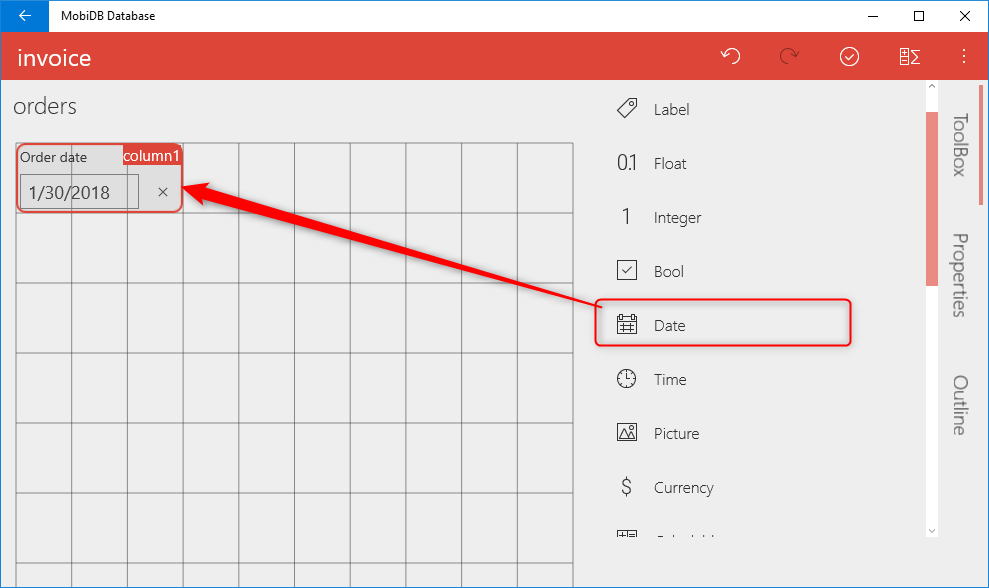 MobiDB Database
invoice
orders
Order date
column1
1/30/2018
Label
0.1 Float
1 Integer
Bool
Date
Time
Picture
$ Currency
ToolBox
Properties
Outline